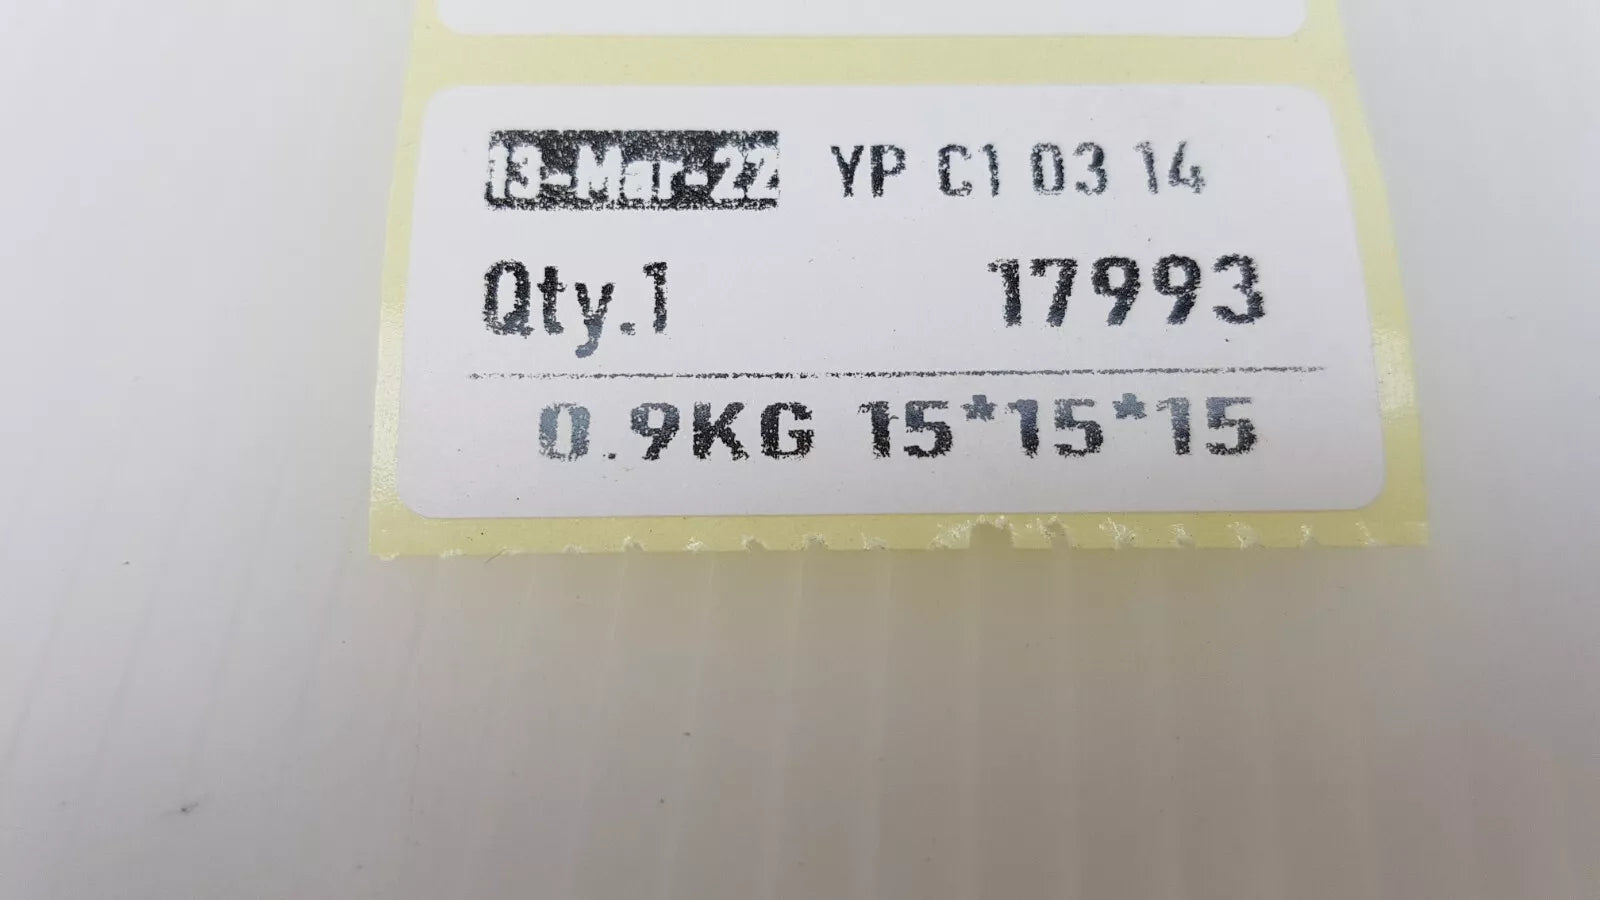 13-Mar-22 YP C1 03 14
Qty.1 17993
0.9KG 15*15*15